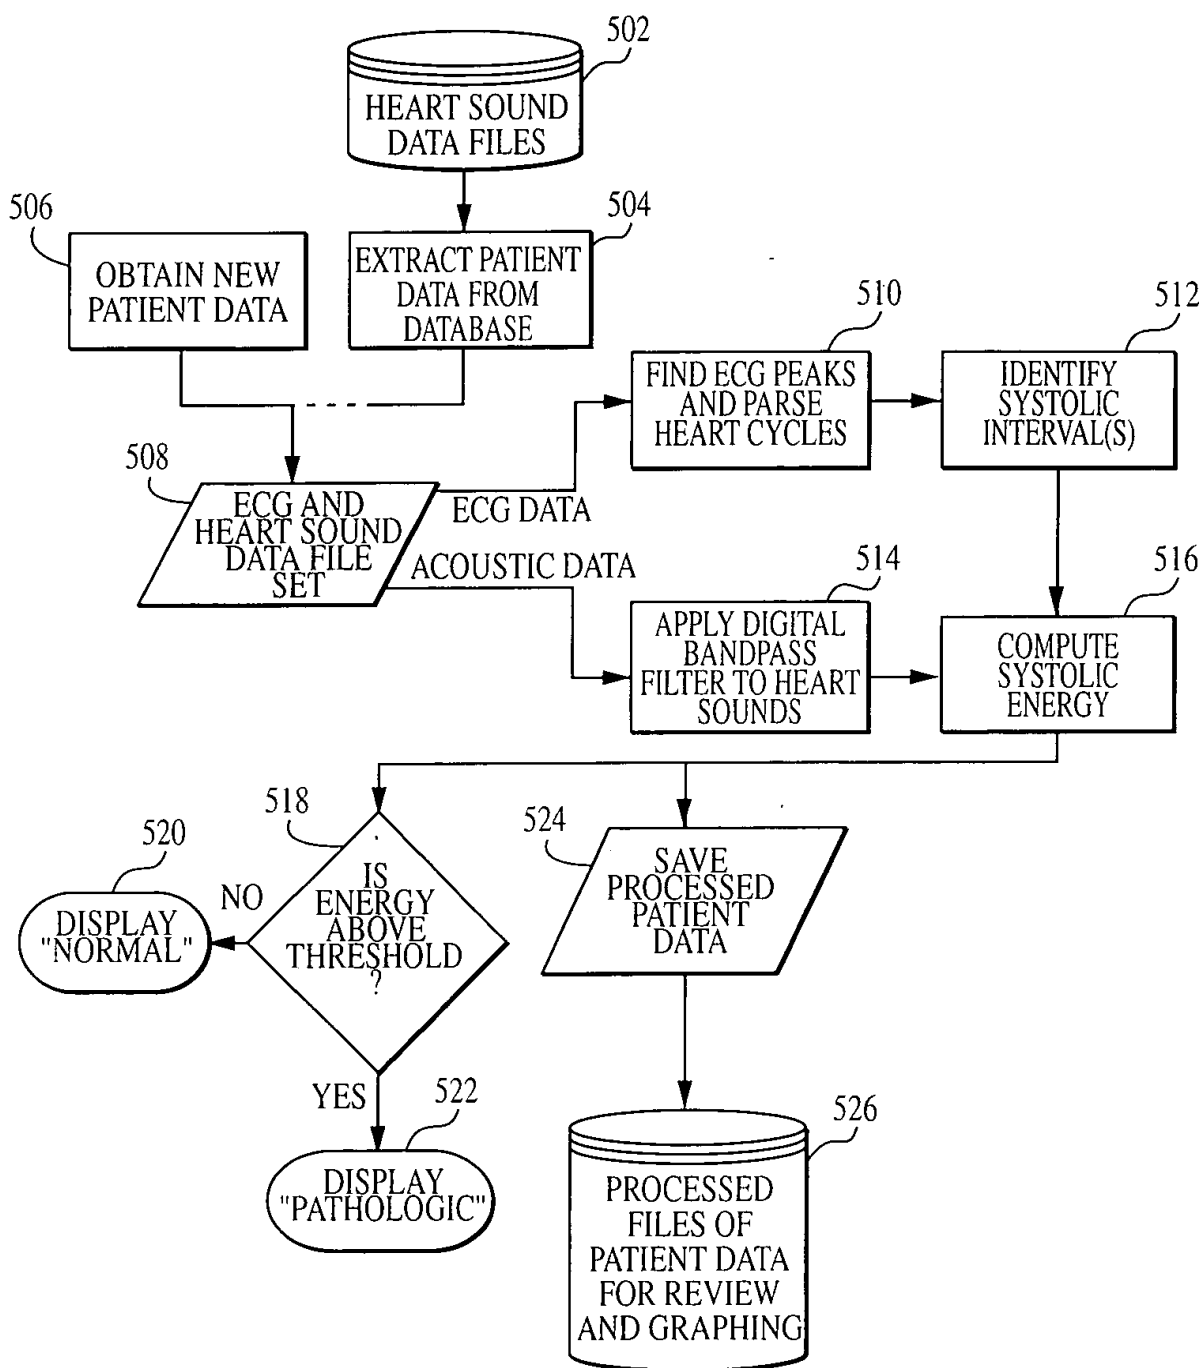 502
HEART SOUND
DATA FILES
506
504
OBTAIN NEW
PATIENT DATA
EXTRACT PATIENT
DATA FROM
DATABASE
510
512
FIND ECG PEAKS
AND PARSE
HEART CYCLES
IDENTIFY
SYSTOLIC
INTERVAL(S)
508
ECG AND
HEART SOUND
DATA FILE
SET
ECG DATA
ACOUSTIC DATA
514
516
APPLY DIGITAL
BANDPASS
FILTER TO HEART
SOUNDS
COMPUTE
SYSTOLIC
ENERGY
518
520
524
IS
ENERGY
ABOVE
THRESHOLD
?
NO
DISPLAY
"NORMAL"
SAVE
PROCESSED
PATIENT
DATA
YES
522
DISPLAY
"PATHOLOGIC"
526
PROCESSED
FILES OF
PATIENT DATA
FOR REVIEW
AND GRAPHING